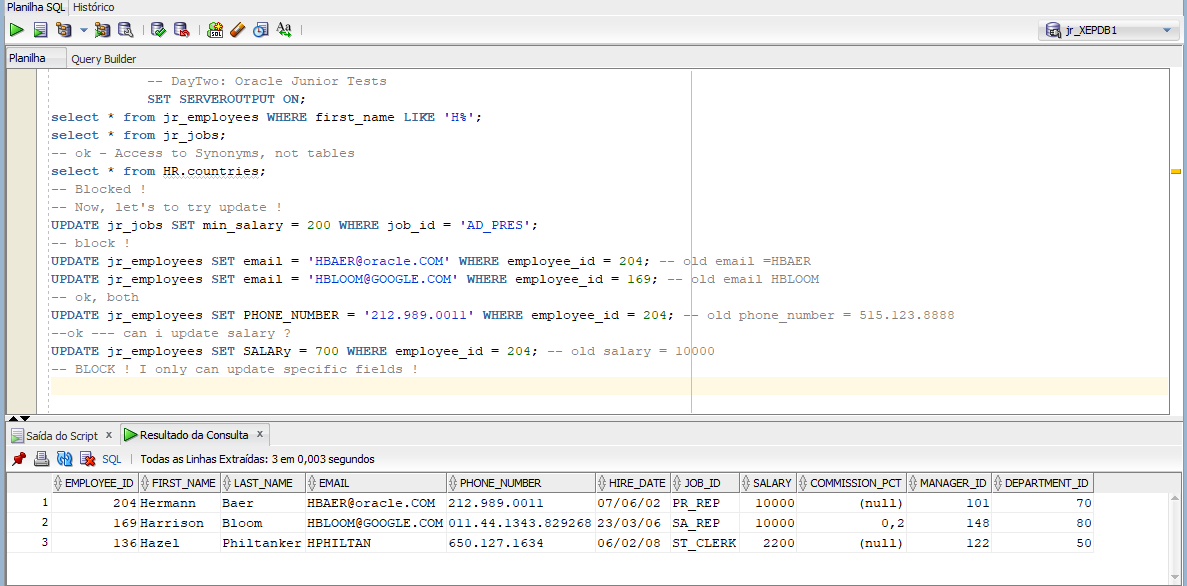 Planilha SQL Histórico
jr_XEPDB1
Planilha Query Builder
-- DayTwo: Oracle Junior Tests
SET SERVEROUTPUT ON;
select * from jr_employees WHERE first_name LIKE 'H%';
select * from jr_jobs;
-- ok - Access to Synonyms, not tables
select * from HR.countries;
-- Blocked !
-- Now, let's to try update !
UPDATE jr_jobs SET min_salary = 200 WHERE job_id = 'AD_PRES';
-- block !
UPDATE jr_employees SET email = 'HBAER@oracle.COM' WHERE employee_id = 204; -- old email =HBAER
UPDATE jr_employees SET email = 'HBLOOM@GOOGLE.COM' WHERE employee_id = 169; -- old email HBLOOM
-- ok, both
UPDATE jr_employees SET PHONE_NUMBER = '212.989.0011' WHERE employee_id = 204; -- old phone_number = 515.123.8888
--ok --- can i update salary ?
UPDATE jr_employees SET SALARy = 700 WHERE employee_id = 204; -- old salary = 10000
-- BLOCK ! I only can update specific fields !
Saída do Script x Resultado da Consulta x
SQL | Todas as Linhas Extraídas: 3 em 0,003 segundos
EMPLOYEE_ID FIRST_NAME LAST_NAME EMAIL PHONE_NUMBER HIRE_DATE JOB_ID SALARY COMMISSION_PCT MANAGER_ID DEPARTMENT_ID
1 204 Hermann Baer HBAER@oracle.COM 212.989.0011 07/06/02 PR_REP 10000 (null) 101 70
2 169 Harrison Bloom HBLOOM@GOOGLE.COM 011.44.1343.829268 23/03/06 SA_REP 10000 0,2 148 80
3 136 Hazel Philtanker HPHILTAN 650.127.1634 06/02/08 ST_CLERK 2200 (null) 122 50